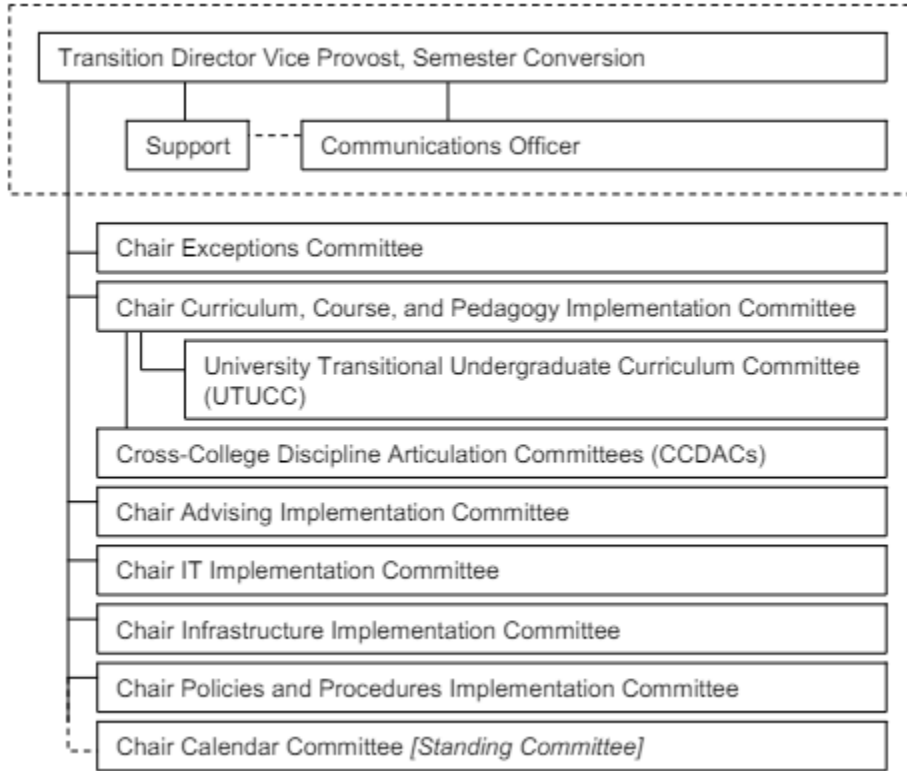 Transition Director Vice Provost, Semester Conversion
Support
Communications Officer
Chair Exceptions Committee
Chair Curriculum, Course, and Pedagogy Implementation Committee
University Transitional Undergraduate Curriculum Committee
(UTUCC)
Cross-College Discipline Articulation Committees (CCDACs)
Chair Advising Implementation Committee
Chair IT Implementation Committee
Chair Infrastructure Implementation Committee
Chair Policies and Procedures Implementation Committee
Chair Calendar Committee [Standing Committee]